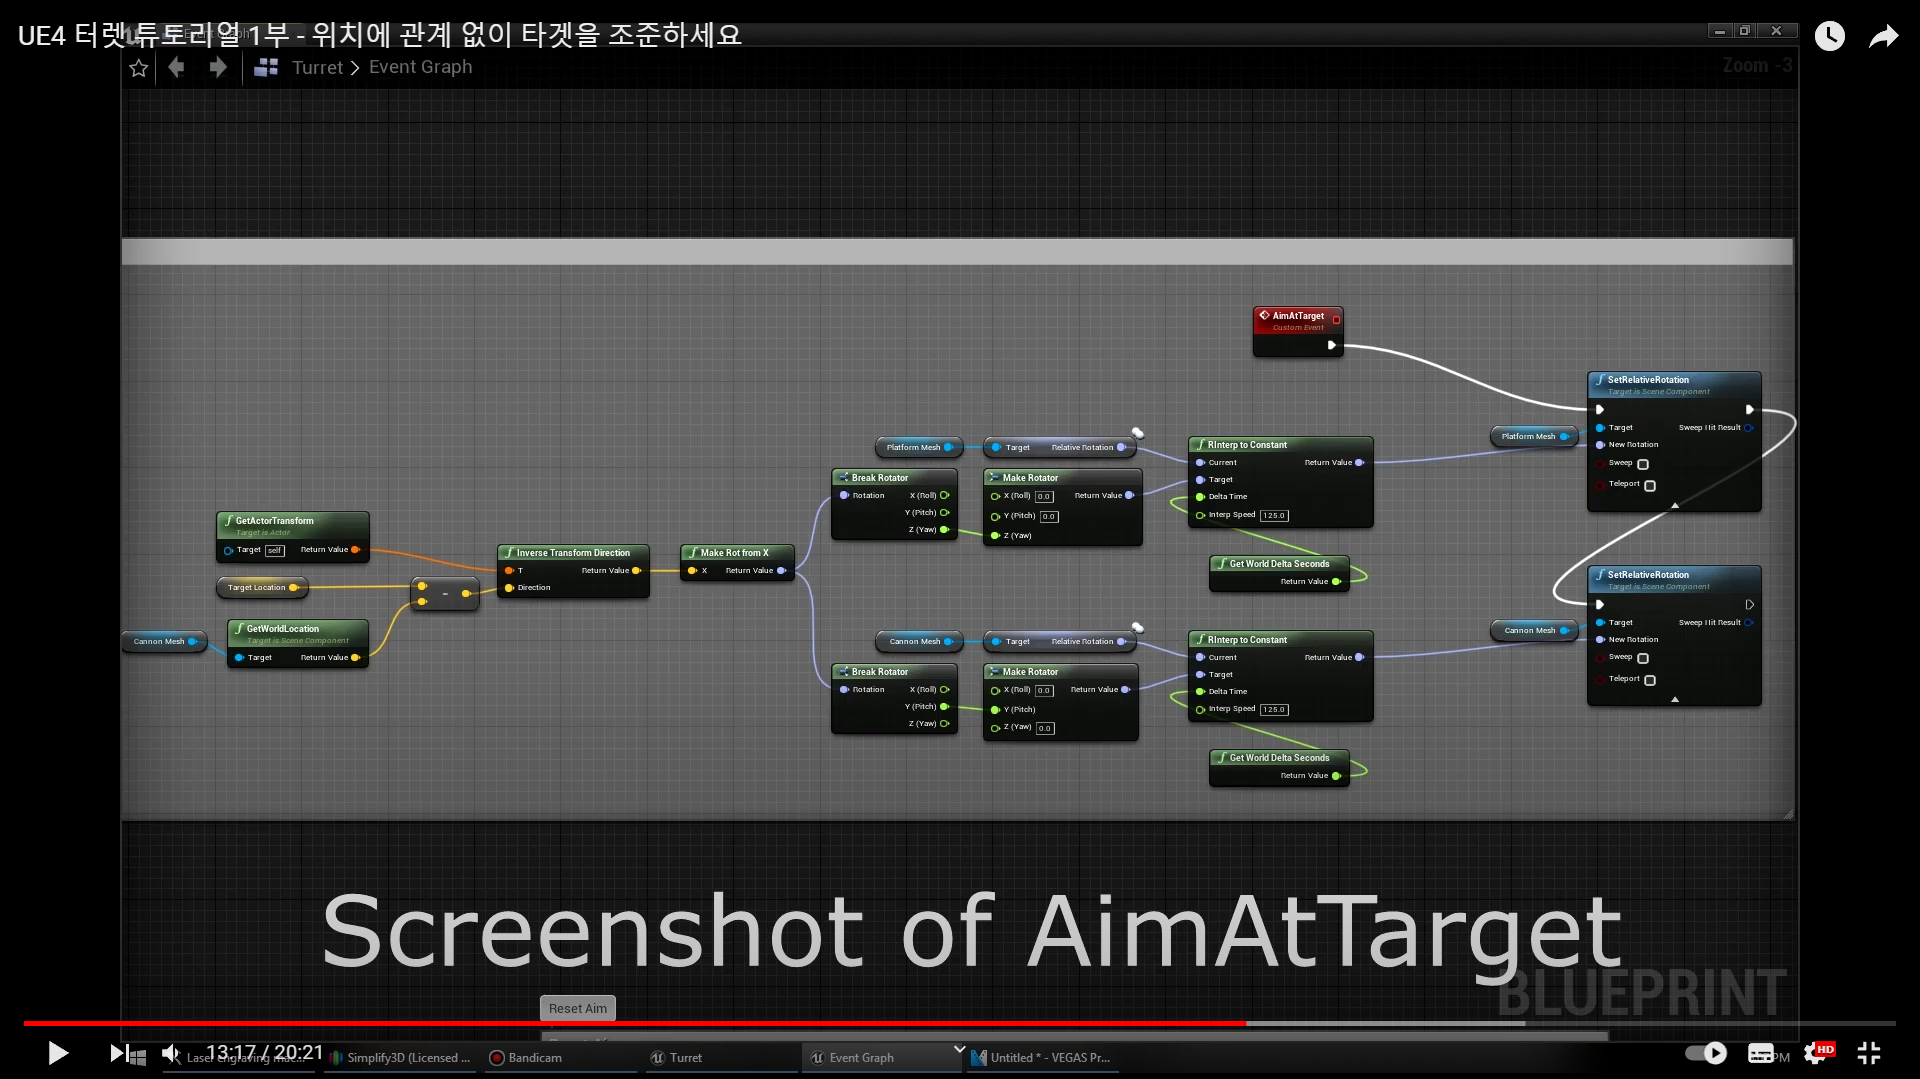 UE4 터렛 튜토리얼 1부 - 위치에 관계 없이 타겟을 조준하세요
Turret > Event Graph
Zoom -3
AimAtTarget
Custom Event
SetRelativeRotation
Target is Scene Component
Target
Sweep Hit Result
New Rotation
Sweep
Teleport
Platform Mesh
Platform Mesh
Target Relative Rotation
RInterp to Constant
Current Return Value
Target
Delta Time
Interp Speed 125.0
Break Rotator
Rotation X (Roll)
Y (Pitch)
Z (Yaw)
Make Rotator
X (Roll) 0.0 Return Value
Y (Pitch) 0.0
Z (Yaw)
Get World Delta Seconds
Return Value
GetActorTransform
Target is Actor
Target self Return Value
Target Location
-
Inverse Transform Direction
T Return Value
Direction
Make Rot from X
X Return Value
Cannon Mesh
GetWorldLocation
Target is Scene Component
Target Return Value
Cannon Mesh
Target Relative Rotation
RInterp to Constant
Current Return Value
Target
Delta Time
Interp Speed 125.0
Break Rotator
Rotation X (Roll)
Y (Pitch)
Z (Yaw)
Make Rotator
X (Roll) 0.0 Return Value
Y (Pitch)
Z (Yaw) 0.0
Get World Delta Seconds
Return Value
Cannon Mesh
SetRelativeRotation
Target is Scene Component
Target
Sweep Hit Result
New Rotation
Sweep
Teleport
Screenshot of AimAtTarget
BLUEPRINT
Reset Aim
13:17 / 20:21
Simplify3D (Licensed ...
Bandicam
Turret
Event Graph
Untitled * - VEGAS Pr...
HD
PM